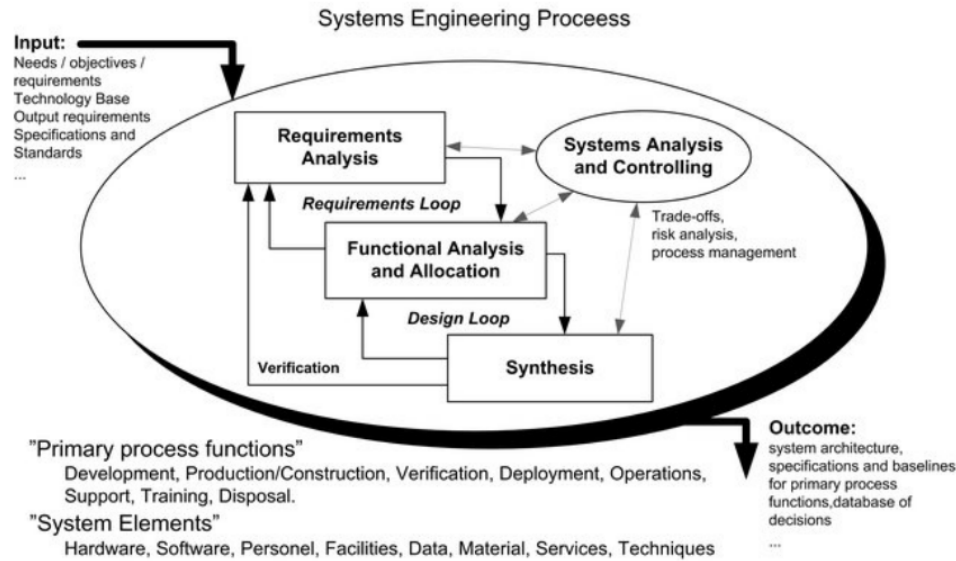 Systems Engineering Proceess
Input:
Needs / objectives /
requirements
Technology Base
Output requirements
Specifications and
Standards
...
Requirements
Analysis
Systems Analysis
and Controlling
Requirements Loop
Trade-offs,
risk analysis,
process management
Functional Analysis
and Allocation
Design Loop
Verification
Synthesis
Outcome:
system architecture,
specifications and baselines
for primary process
functions,database of
decisions
...
”Primary process functions”
Development, Production/Construction, Verification, Deployment, Operations,
Support, Training, Disposal.
”System Elements”
Hardware, Software, Personel, Facilities, Data, Material, Services, Techniques